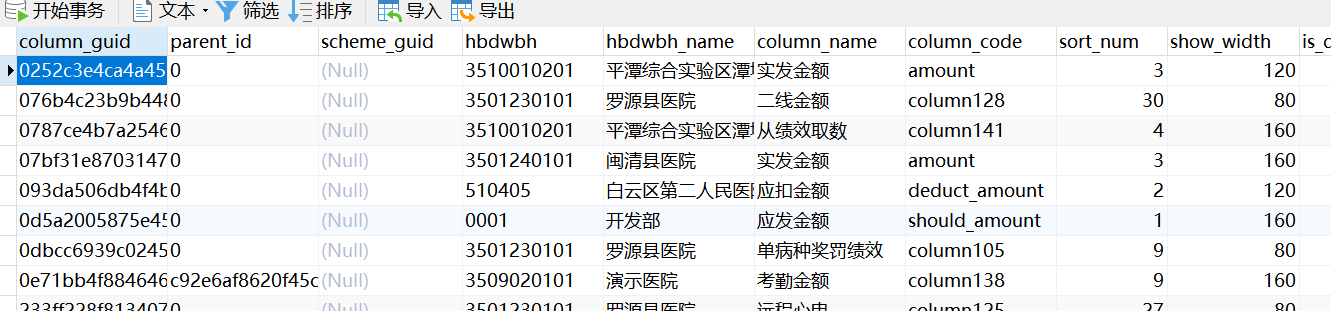 开始事务 文本 筛选 排序 导入 导出
column_guid parent_id scheme_guid hbdwbh hbdwbh_name column_name column_code sort_num show_width
0252c3e4ca4a45 0 (Null) 3510010201 平潭综合实验区潭 实发金额 amount 3 120
076b4c23b9b448 0 (Null) 3501230101 罗源县医院 二线金额 column128 30 80
0787ce4b7a2546 0 (Null) 3510010201 平潭综合实验区潭 从绩效取数 column141 4 160
07bf31e8703147 0 (Null) 3501240101 闽清县医院 实发金额 amount 3 160
093da506db4f4b 0 (Null) 510405 白云区第二人民医 应扣金额 deduct_amount 2 120
0d5a2005875e45 0 (Null) 0001 开发部 应发金额 should_amount 1 160
0dbcc6939c0245 0 (Null) 3501230101 罗源县医院 单病种奖罚绩效 column105 9 80
0e71bb4f884646 c92e6af8620f45c (Null) 3509020101 演示医院 考勤金额 column138 9 160
233ff228f813407 0 (Null) 3501230101 罗源县医院 远程心电 column125 27 80